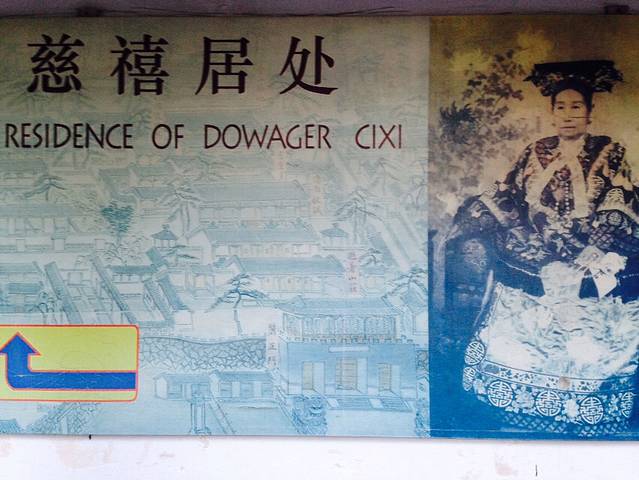 慈禧居处
RESIDENCE OF DOWAGER CIXI